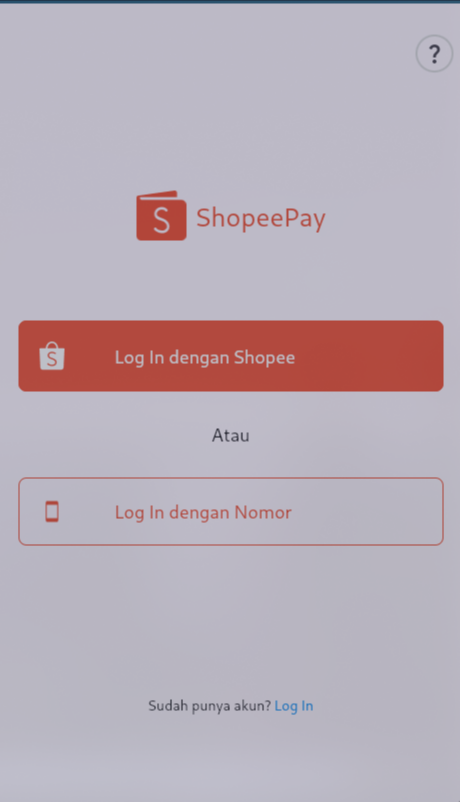 ?
S ShopeePay
S Log In dengan Shopee
Atau
Log In dengan Nomor
Sudah punya akun? Log In